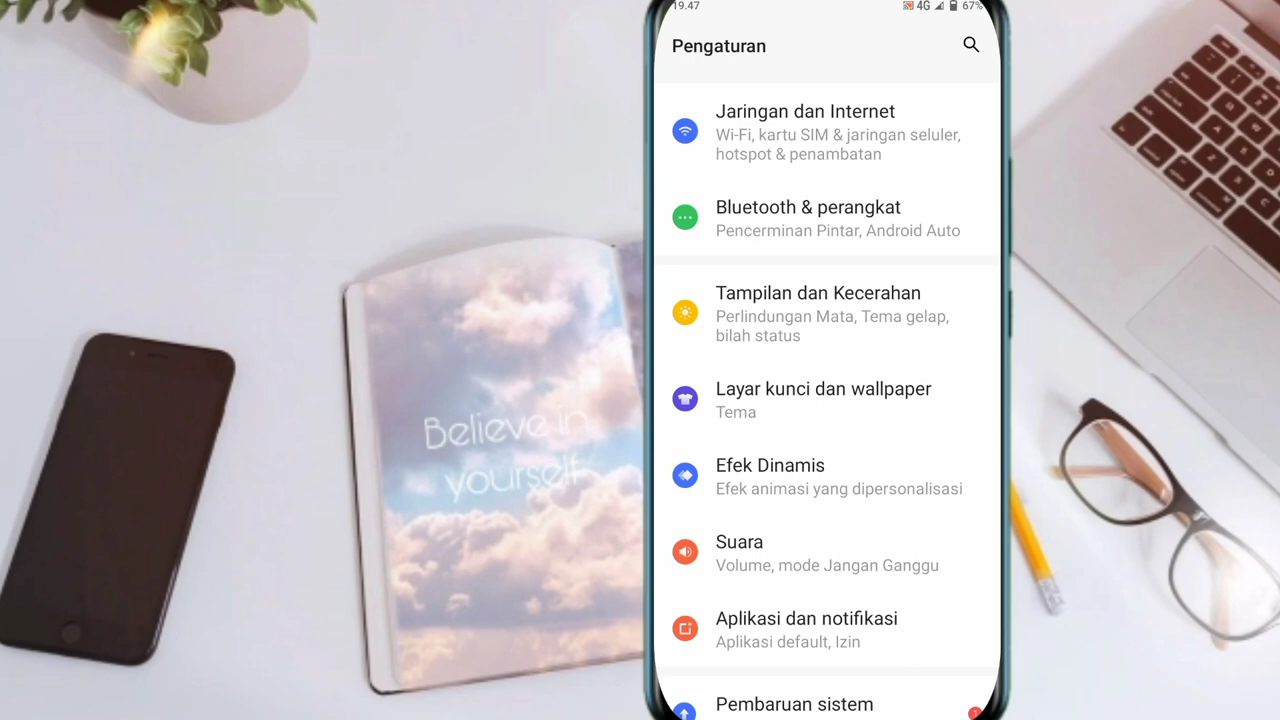 19.47
4G
67%
Pengaturan
Jaringan dan Internet
Wi-Fi, kartu SIM & jaringan seluler,
hotspot & penambatan
Bluetooth & perangkat
Pencerminan Pintar, Android Auto
Tampilan dan Kecerahan
Perlindungan Mata, Tema gelap,
bilah status
Layar kunci dan wallpaper
Tema
Efek Dinamis
Efek animasi yang dipersonalisasi
Suara
Volume, mode Jangan Ganggu
Aplikasi dan notifikasi
Aplikasi default, Izin
Pembaruan sistem
1
Believe in
yourself